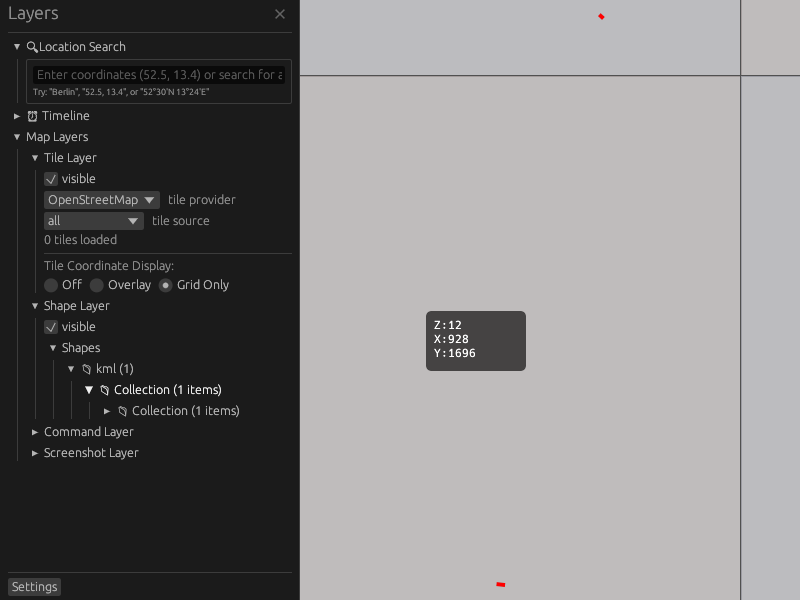 Layers
Location Search
Enter coordinates (52.5, 13.4) or search for a
Try: "Berlin", "52.5, 13.4", or "52°30'N 13°24'E"
Timeline
Map Layers
Tile Layer
visible
OpenStreetMap tile provider
all tile source
0 tiles loaded
Tile Coordinate Display:
Off Overlay Grid Only
Shape Layer
visible
Shapes
kml (1)
Collection (1 items)
Collection (1 items)
Command Layer
Screenshot Layer
Settings
Z:12
X:928
Y:1696